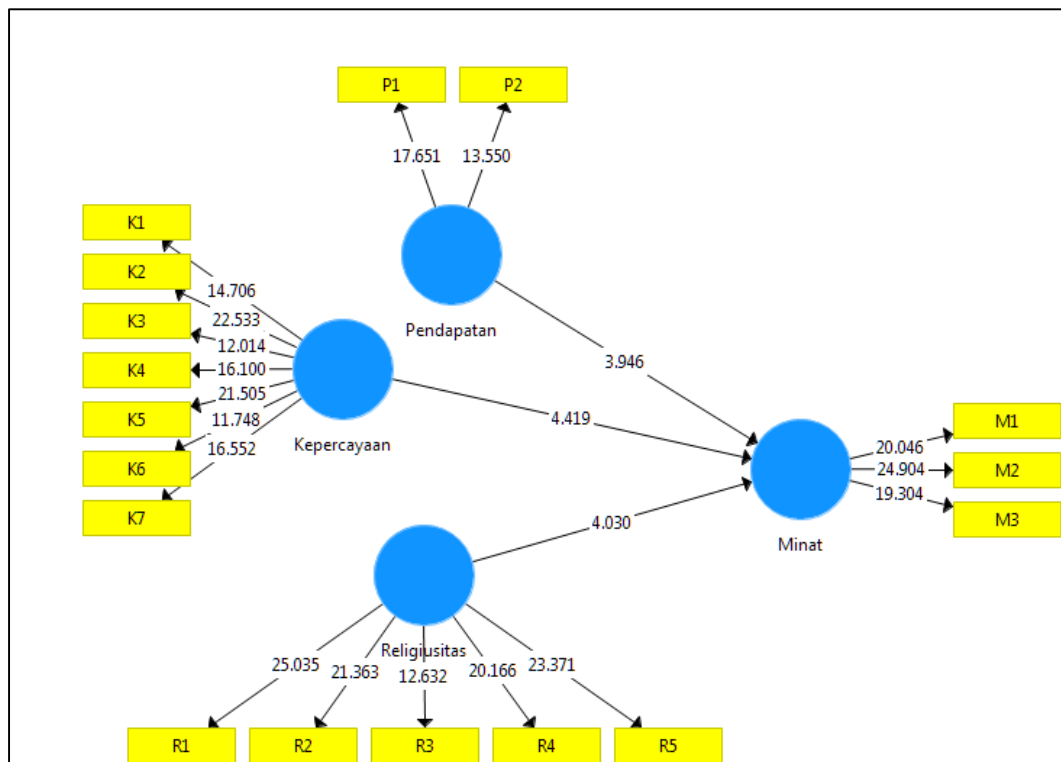 P1
P2
17.651
13.550
Pendapatan
K1
K2
K3
K4
K5
K6
K7
14.706
22.533
12.014
16.100
21.505
11.748
16.552
Kepercayaan
3.946
4.419
4.030
Minat
20.046
24.904
19.304
M1
M2
M3
Religiusitas
25.035
21.363
12.632
20.166
23.371
R1
R2
R3
R4
R5